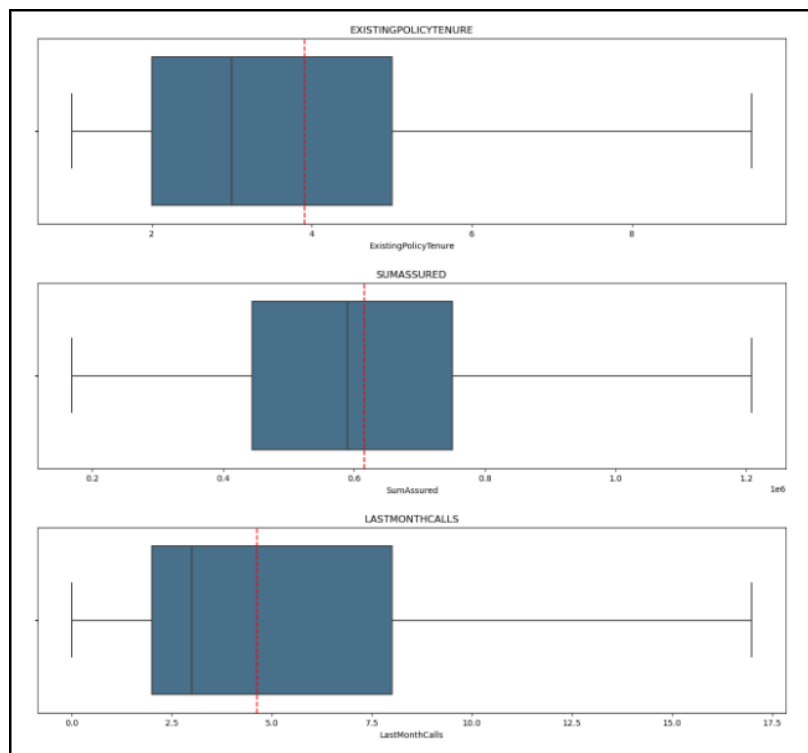 EXISTINGPOLICYTENURE
2 4 6 8
ExistingPolicyTenure
SUMASSURED
0.2 0.4 0.6 0.8 1.0 1.2
SumAssured 1e6
LASTMONTHCALLS
0.0 2.5 5.0 7.5 10.0 12.5 15.0 17.5
LastMonthCalls